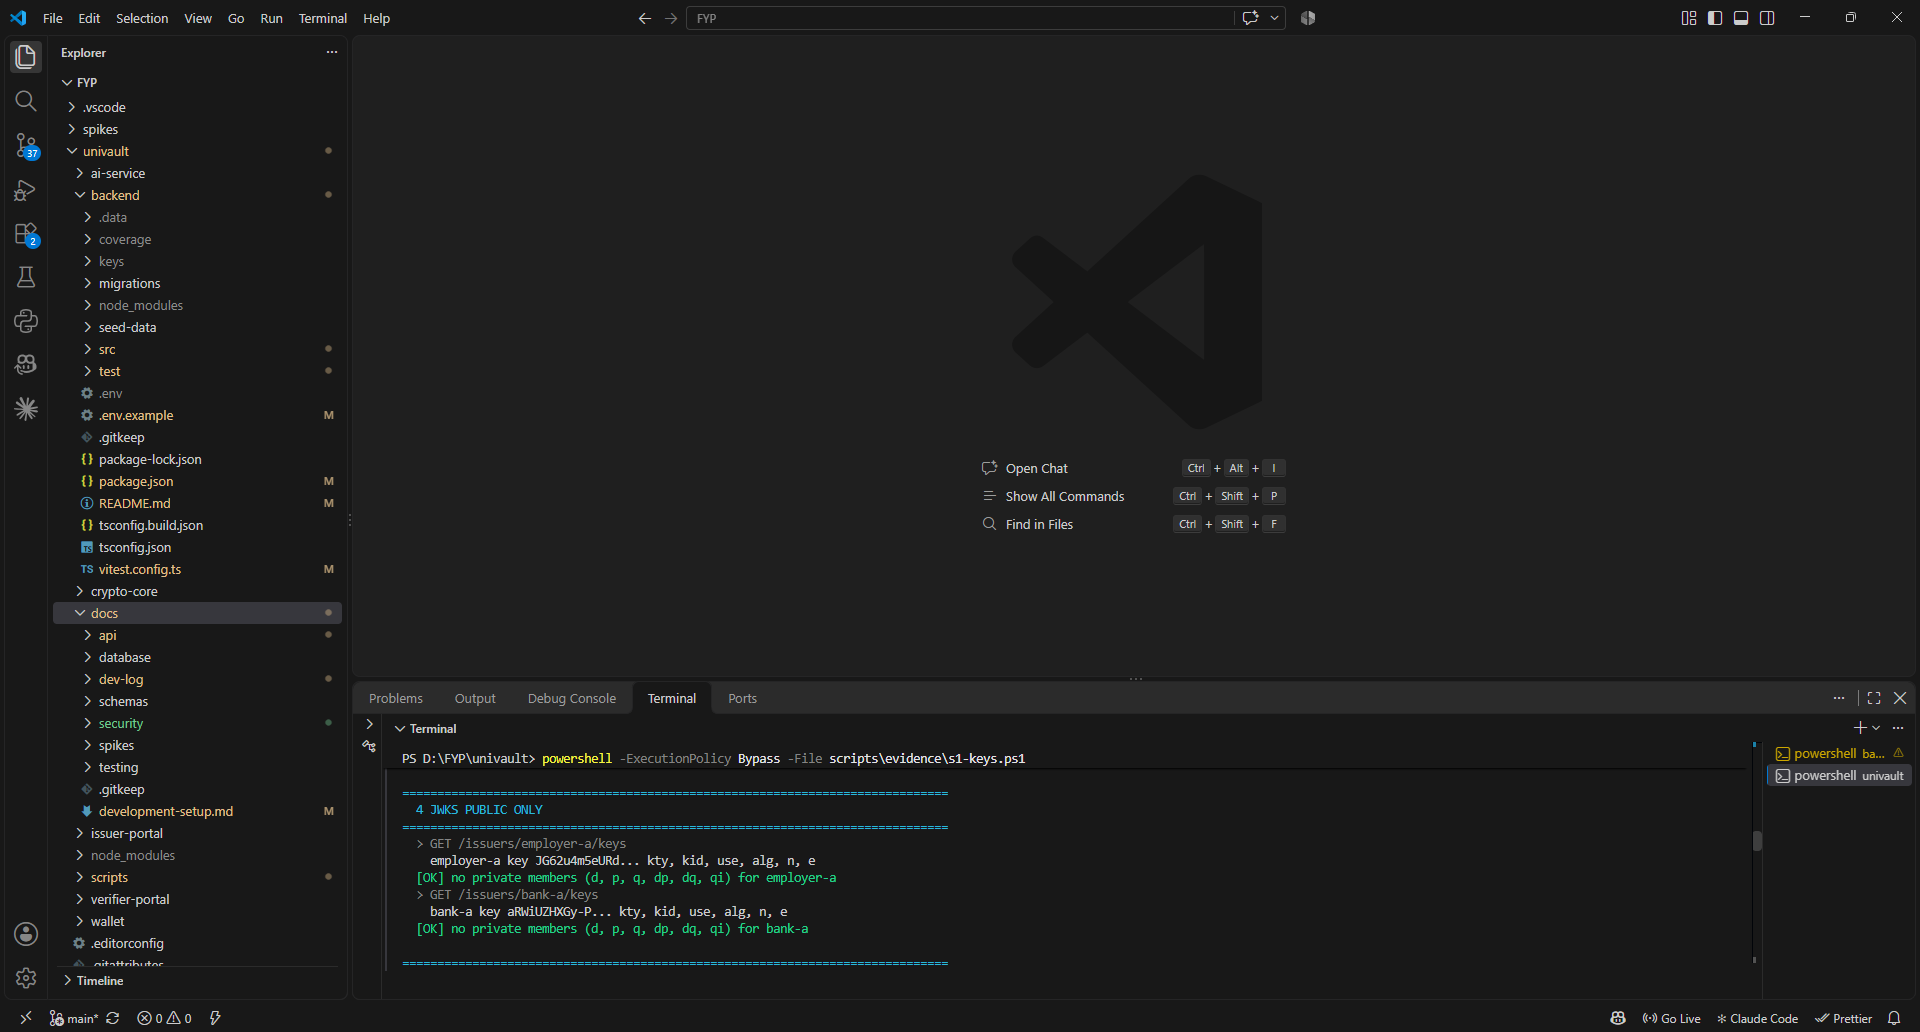 File Edit Selection View Go Run Terminal Help
FYP
Explorer
FYP
.vscode
spikes
37
univault
ai-service
backend
.data
2
coverage
keys
migrations
node_modules
seed-data
src
test
.env
.env.example M
.gitkeep
package-lock.json
package.json M
README.md M
tsconfig.build.json
TS tsconfig.json
TS vitest.config.ts M
crypto-core
docs
api
database
dev-log
schemas
security
spikes
testing
.gitkeep
development-setup.md M
issuer-portal
node_modules
scripts
verifier-portal
wallet
.editorconfig
.gitattributes
Timeline
Open Chat Ctrl + Alt + I
Show All Commands Ctrl + Shift + P
Find in Files Ctrl + Shift + F
Problems Output Debug Console Terminal Ports
Terminal
PS D:\FYP\univault> powershell -ExecutionPolicy Bypass -File scripts\evidence\s1-keys.ps1
==============================================================================
4 JWKS PUBLIC ONLY
==============================================================================
> GET /issuers/employer-a/keys
employer-a key JG62u4m5eURd... kty, kid, use, alg, n, e
[OK] no private members (d, p, q, dp, dq, qi) for employer-a
> GET /issuers/bank-a/keys
bank-a key aRWiUZHXGy-P... kty, kid, use, alg, n, e
[OK] no private members (d, p, q, dp, dq, qi) for bank-a
==============================================================================
powershell ba...
powershell univault
main* 0 0
Go Live Claude Code Prettier